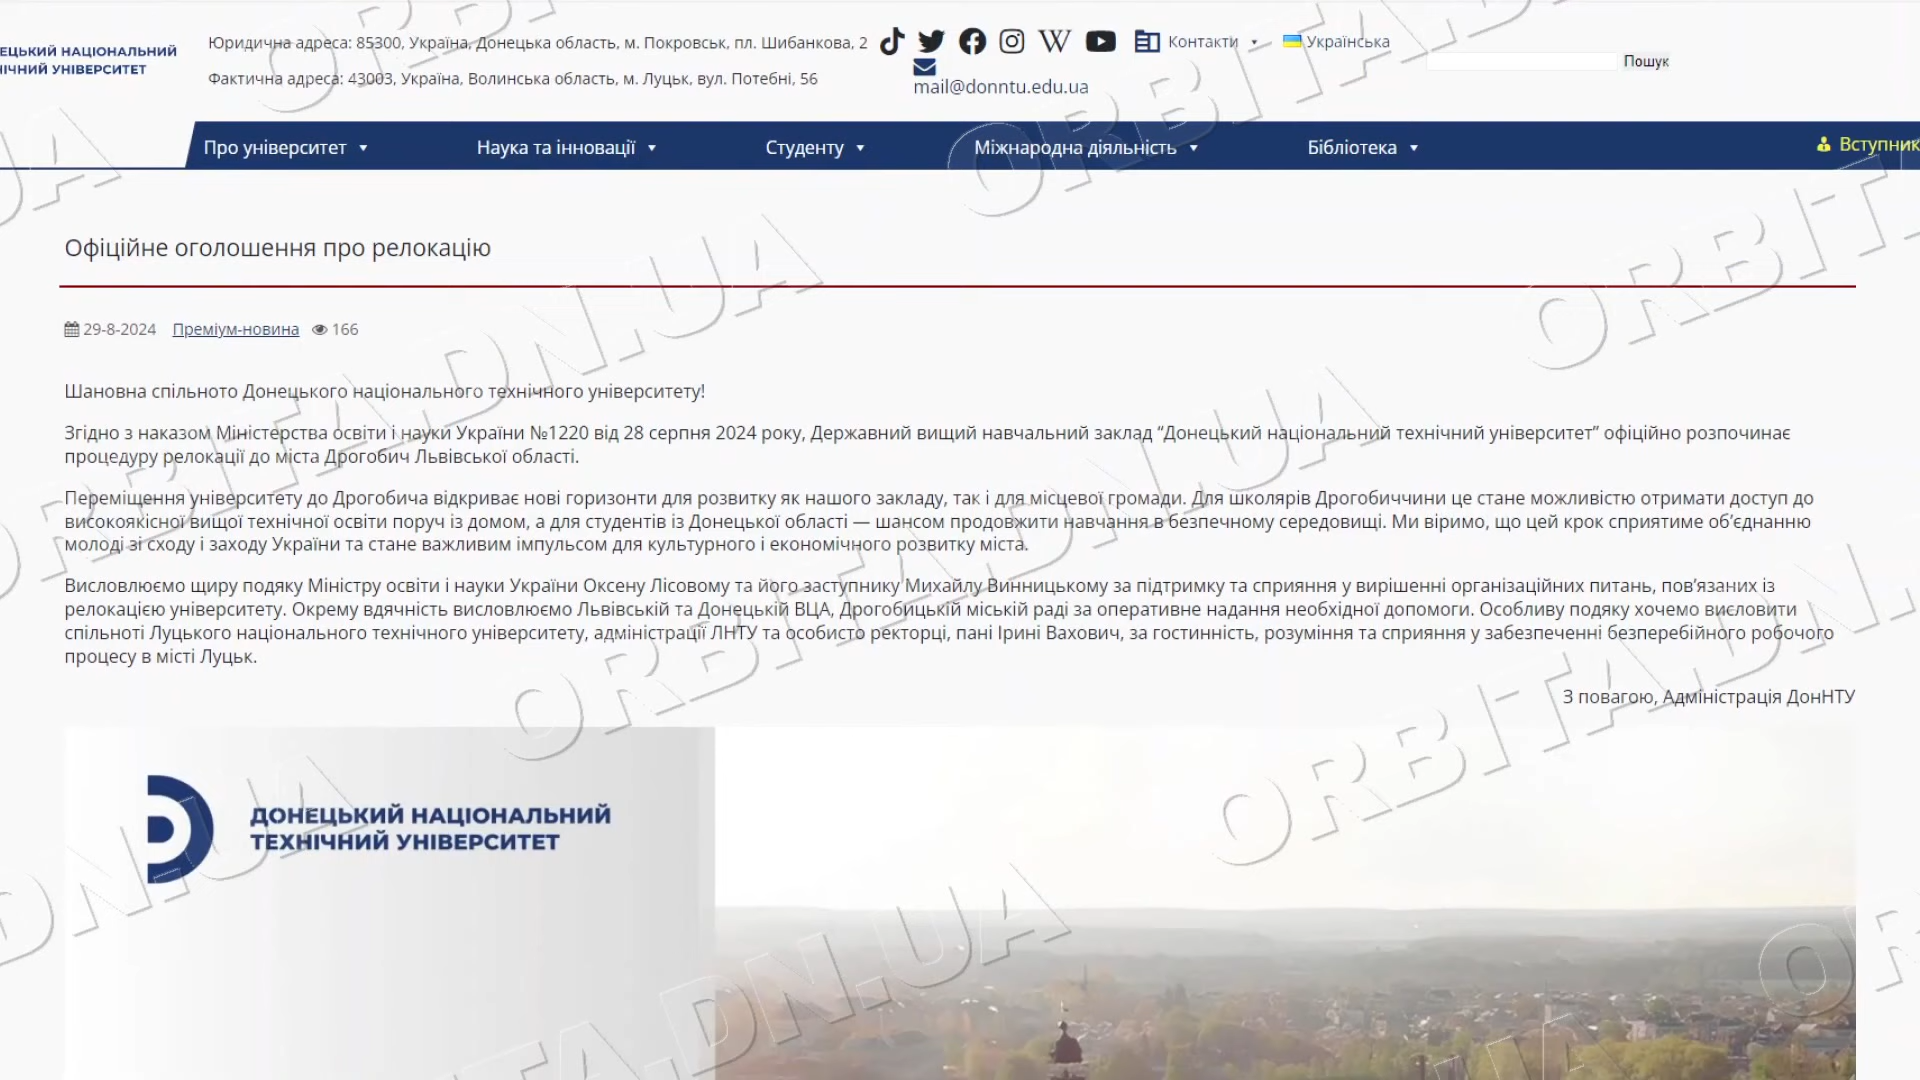 ЕЦЬКИЙ НАЦІОНАЛЬНИЙ
ІЧНИЙ УНІВЕРСИТЕТ
Юридична адреса: 85300, Україна, Донецька область, м. Покровськ, пл. Шибанкова, 2
Фактична адреса: 43003, Україна, Волинська область, м. Луцьк, вул. Потебні, 56
mail@donntu.edu.ua
Контакти
Українська
Пошук
Про університет
Наука та інновації
Студенту
Міжнародна діяльність
Бібліотека
Вступник
Офіційне оголошення про релокацію
29-8-2024 Преміум-новина 166
Шановна спільното Донецького національного технічного університету!
Згідно з наказом Міністерства освіти і науки України №1220 від 28 серпня 2024 року, Державний вищий навчальний заклад “Донецький національний технічний університет” офіційно розпочинає
процедуру релокації до міста Дрогобич Львівської області.
Переміщення університету до Дрогобича відкриває нові горизонти для розвитку як нашого закладу, так і для місцевої громади. Для школярів Дрогобиччини це стане можливістю отримати доступ до
високоякісної вищої технічної освіти поруч із домом, а для студентів із Донецької області — шансом продовжити навчання в безпечному середовищі. Ми віримо, що цей крок сприятиме об’єднанню
молоді зі сходу і заходу України та стане важливим імпульсом для культурного і економічного розвитку міста.
Висловлюємо щиру подяку Міністру освіти і науки України Оксену Лісовому та його заступнику Михайлу Винницькому за підтримку та сприяння у вирішенні організаційних питань, пов’язаних із
релокацією університету. Окрему вдячність висловлюємо Львівській та Донецькій ВЦА, Дрогобицькій міській раді за оперативне надання необхідної допомоги. Особливу подяку хочемо висловити
спільноті Луцького національного технічного університету, адміністрації ЛНТУ та особисто ректорці, пані Ірині Вахович, за гостинність, розуміння та сприяння у забезпеченні безперебійного робочого
процесу в місті Луцьк.
З повагою, Адміністрація ДонНТУ
ДОНЕЦЬКИЙ НАЦІОНАЛЬНИЙ
ТЕХНІЧНИЙ УНІВЕРСИТЕТ
ORBITA.DN.UA